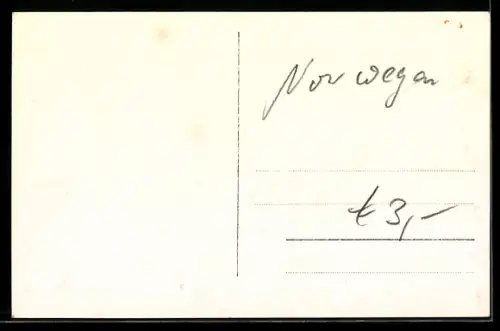 Norwegen
€ 3,-